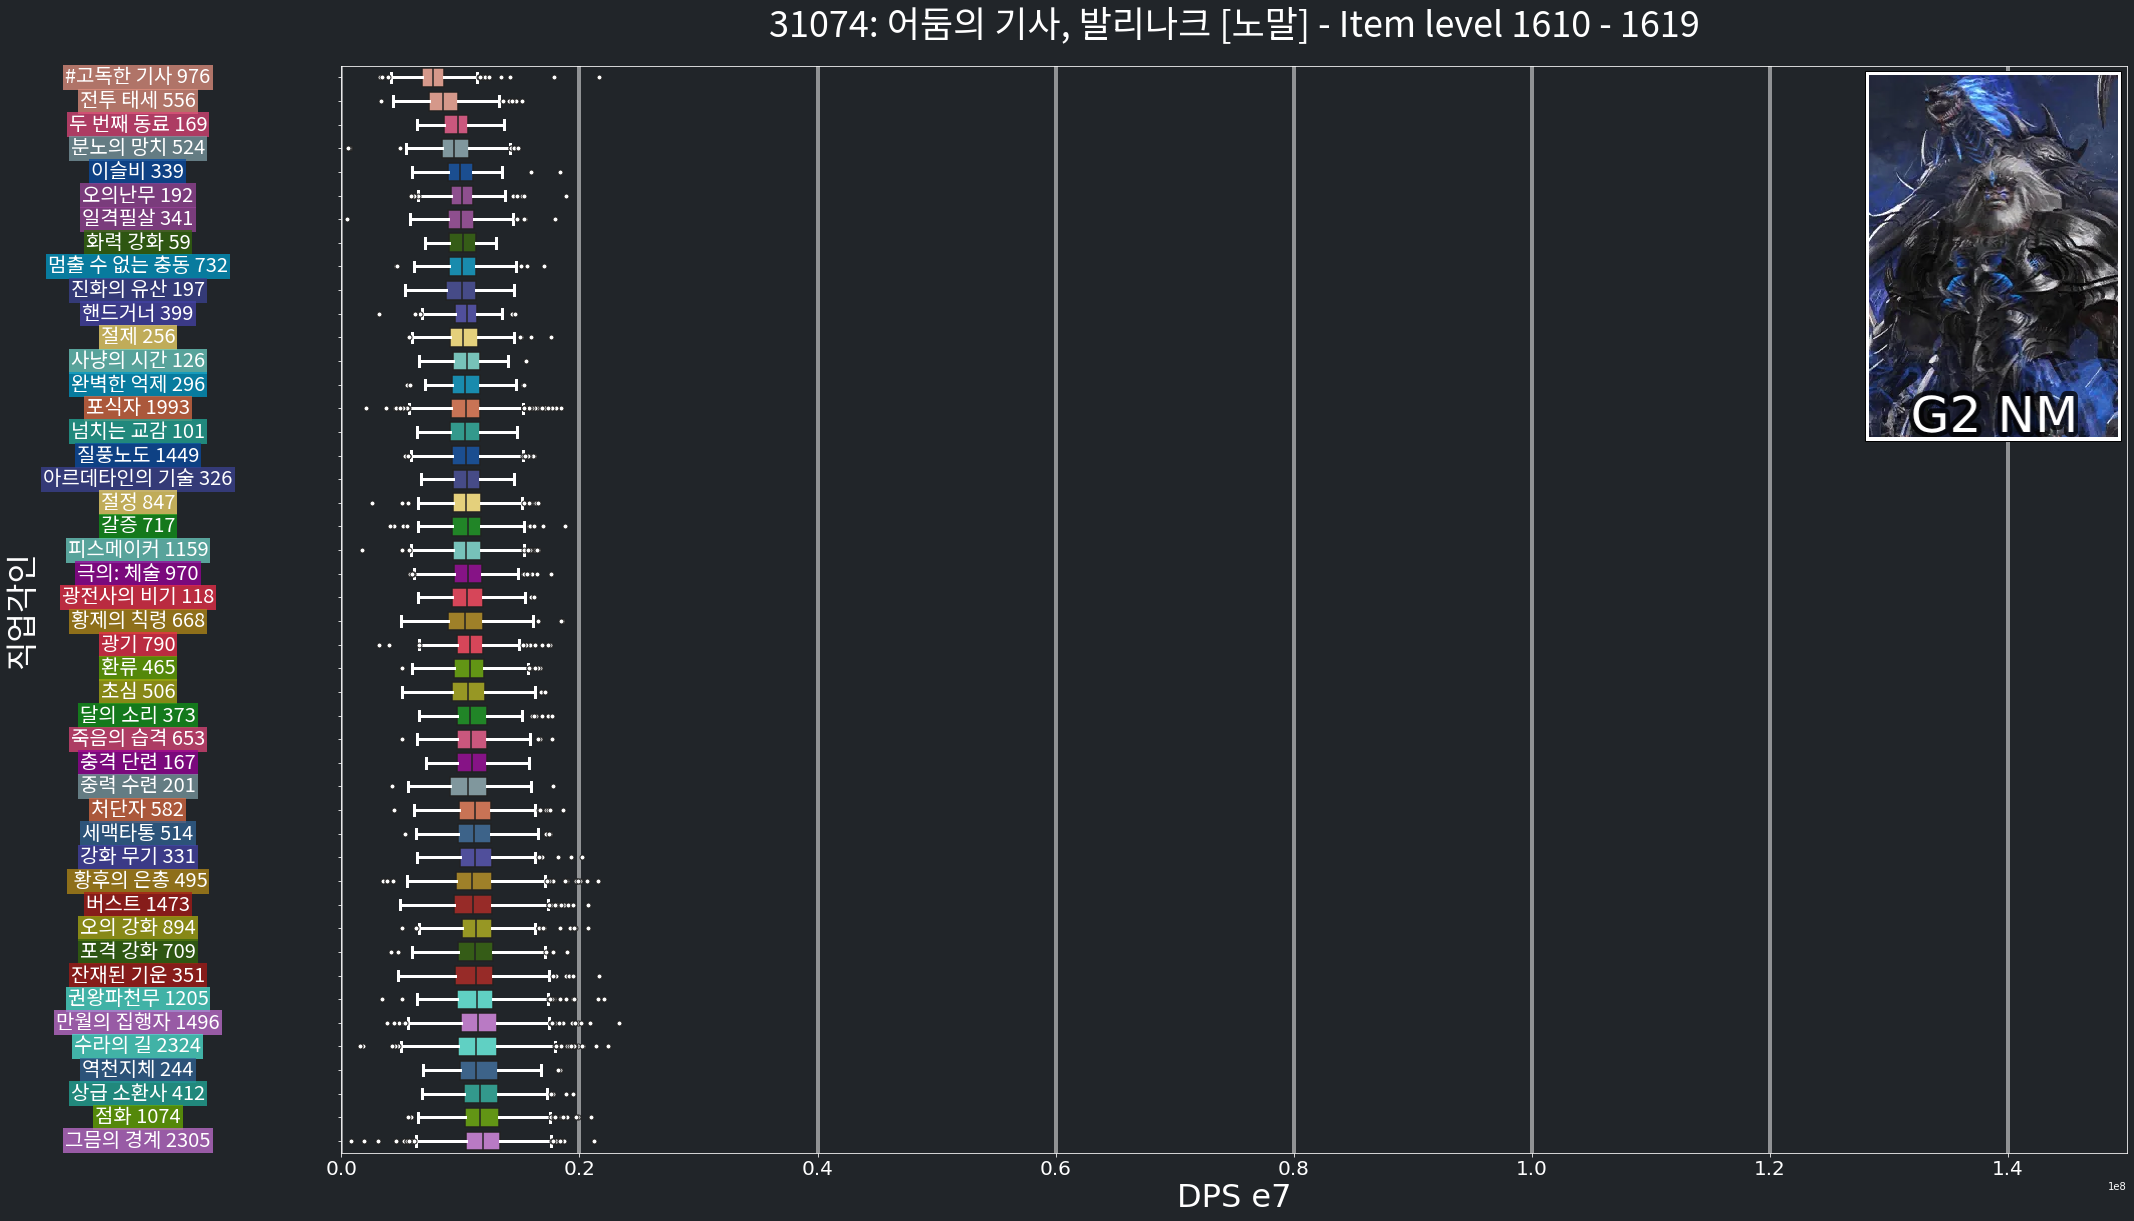 31074: 어둠의 기사, 발리나크 [노말] - Item level 1610 - 1619
#고독한 기사 976
전투 태세 556
두 번째 동료 169
분노의 망치 524
이슬비 339
오의난무 192
일격필살 341
화력 강화 59
멈출 수 없는 충동 732
진화의 유산 197
핸드거너 399
절제 256
사냥의 시간 126
완벽한 억제 296
포식자 1993
넘치는 교감 101
질풍노도 1449
아르데타인의 기술 326
절정 847
갈증 717
피스메이커 1159
극의: 체술 970
광전사의 비기 118
황제의 칙령 668
광기 790
환류 465
초심 506
달의 소리 373
죽음의 습격 653
충격 단련 167
중력 수련 201
처단자 582
세맥타통 514
강화 무기 331
황후의 은총 495
버스트 1473
오의 강화 894
포격 강화 709
잔재된 기운 351
권왕파천무 1205
만월의 집행자 1496
수라의 길 2324
역천지체 244
상급 소환사 412
점화 1074
그믐의 경계 2305
직업각인
G2 NM
0.0 0.2 0.4 0.6 0.8 1.0 1.2 1.4
DPS e7
1e8